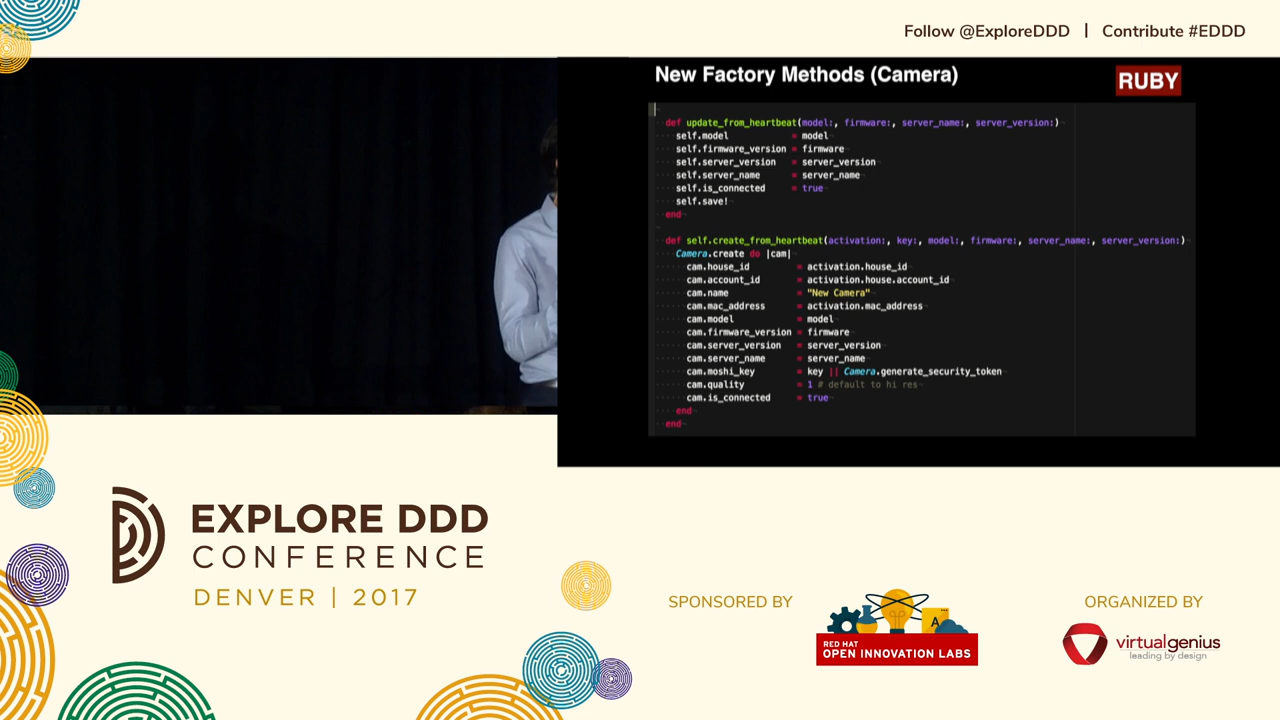 Follow @ExploreDDD | Contribute #EDDD
New Factory Methods (Camera)
RUBY
def update_from_heartbeat(model:, firmware:, server_name:, server_version:)
self.model = model
self.firmware_version = firmware
self.server_version = server_version
self.server_name = server_name
self.is_connected = true
self.save!
end
def self.create_from_heartbeat(activation:, key:, model:, firmware:, server_name:, server_version:)
Camera.create do |cam|
cam.house_id = activation.house_id
cam.account_id = activation.house.account_id
cam.name = "New Camera"
cam.mac_address = activation.mac_address
cam.model = model
cam.firmware_version = firmware
cam.server_version = server_version
cam.server_name = server_name
cam.moshi_key = key || Camera.generate_security_token
cam.quality = 1 # default to hi res
cam.is_connected = true
end
end
EXPLORE DDD
CONFERENCE
DENVER | 2017
SPONSORED BY
A
RED HAT
OPEN INNOVATION LABS
ORGANIZED BY
virtualgenius
leading by design